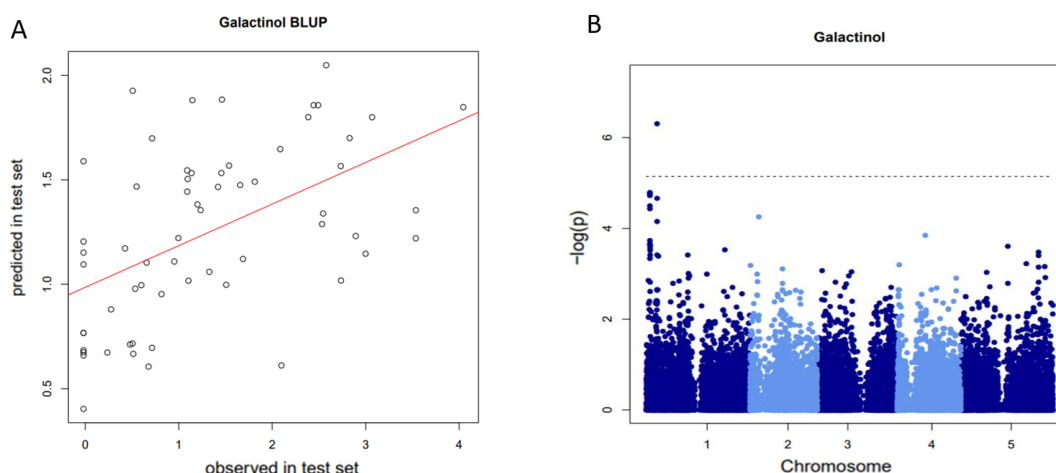 A
Galactinol BLUP
predicted in test set
2.0
1.5
1.0
0.5
0 1 2 3 4
observed in test set
B
Galactinol
−log(p)
6
4
2
0
1 2 3 4 5
Chromosome